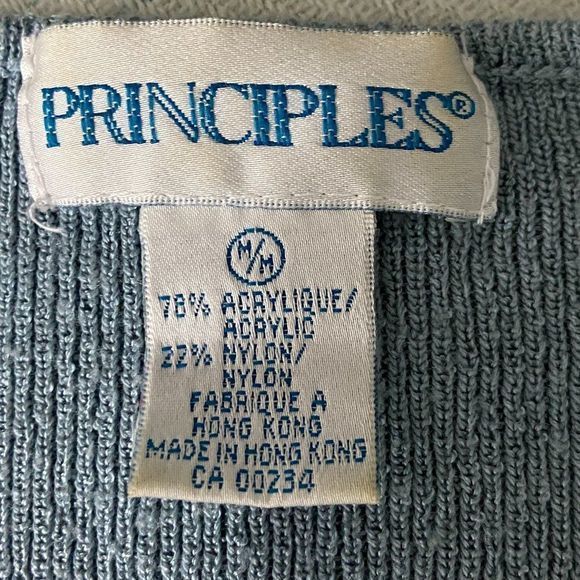 PRINCIPLES®
M/M
78% ACRYLIQUE/
ACRYLIC
22% NYLON/
NYLON
FABRIQUE A
HONG KONG
MADE IN HONG KONG
CA 00234